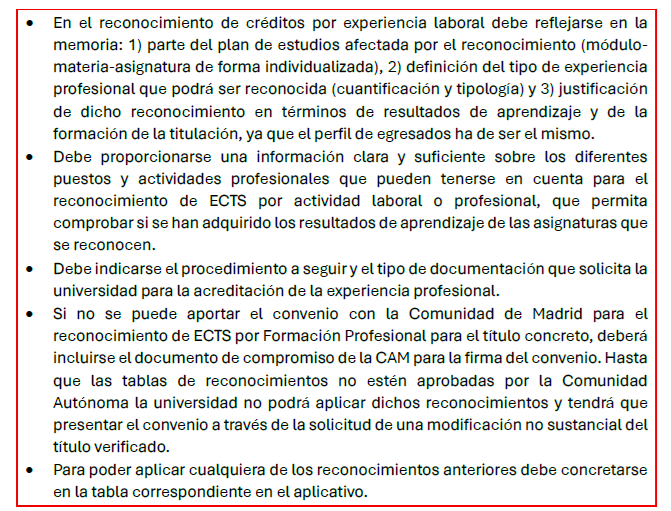 • En el reconocimiento de créditos por experiencia laboral debe reflejarse en la
memoria: 1) parte del plan de estudios afectada por el reconocimiento (módulo-
materia-asignatura de forma individualizada), 2) definición del tipo de experiencia
profesional que podrá ser reconocida (cuantificación y tipología) y 3) justificación
de dicho reconocimiento en términos de resultados de aprendizaje y de la
formación de la titulación, ya que el perfil de egresados ha de ser el mismo.
• Debe proporcionarse una información clara y suficiente sobre los diferentes
puestos y actividades profesionales que pueden tenerse en cuenta para el
reconocimiento de ECTS por actividad laboral o profesional, que permita
comprobar si se han adquirido los resultados de aprendizaje de las asignaturas que
se reconocen.
• Debe indicarse el procedimiento a seguir y el tipo de documentación que solicita la
universidad para la acreditación de la experiencia profesional.
• Si no se puede aportar el convenio con la Comunidad de Madrid para el
reconocimiento de ECTS por Formación Profesional para el título concreto, deberá
incluirse el documento de compromiso de la CAM para la firma del convenio. Hasta
que las tablas de reconocimientos no estén aprobadas por la Comunidad
Autónoma la universidad no podrá aplicar dichos reconocimientos y tendrá que
presentar el convenio a través de la solicitud de una modificación no sustancial del
título verificado.
• Para poder aplicar cualquiera de los reconocimientos anteriores debe concretarse
en la tabla correspondiente en el aplicativo.